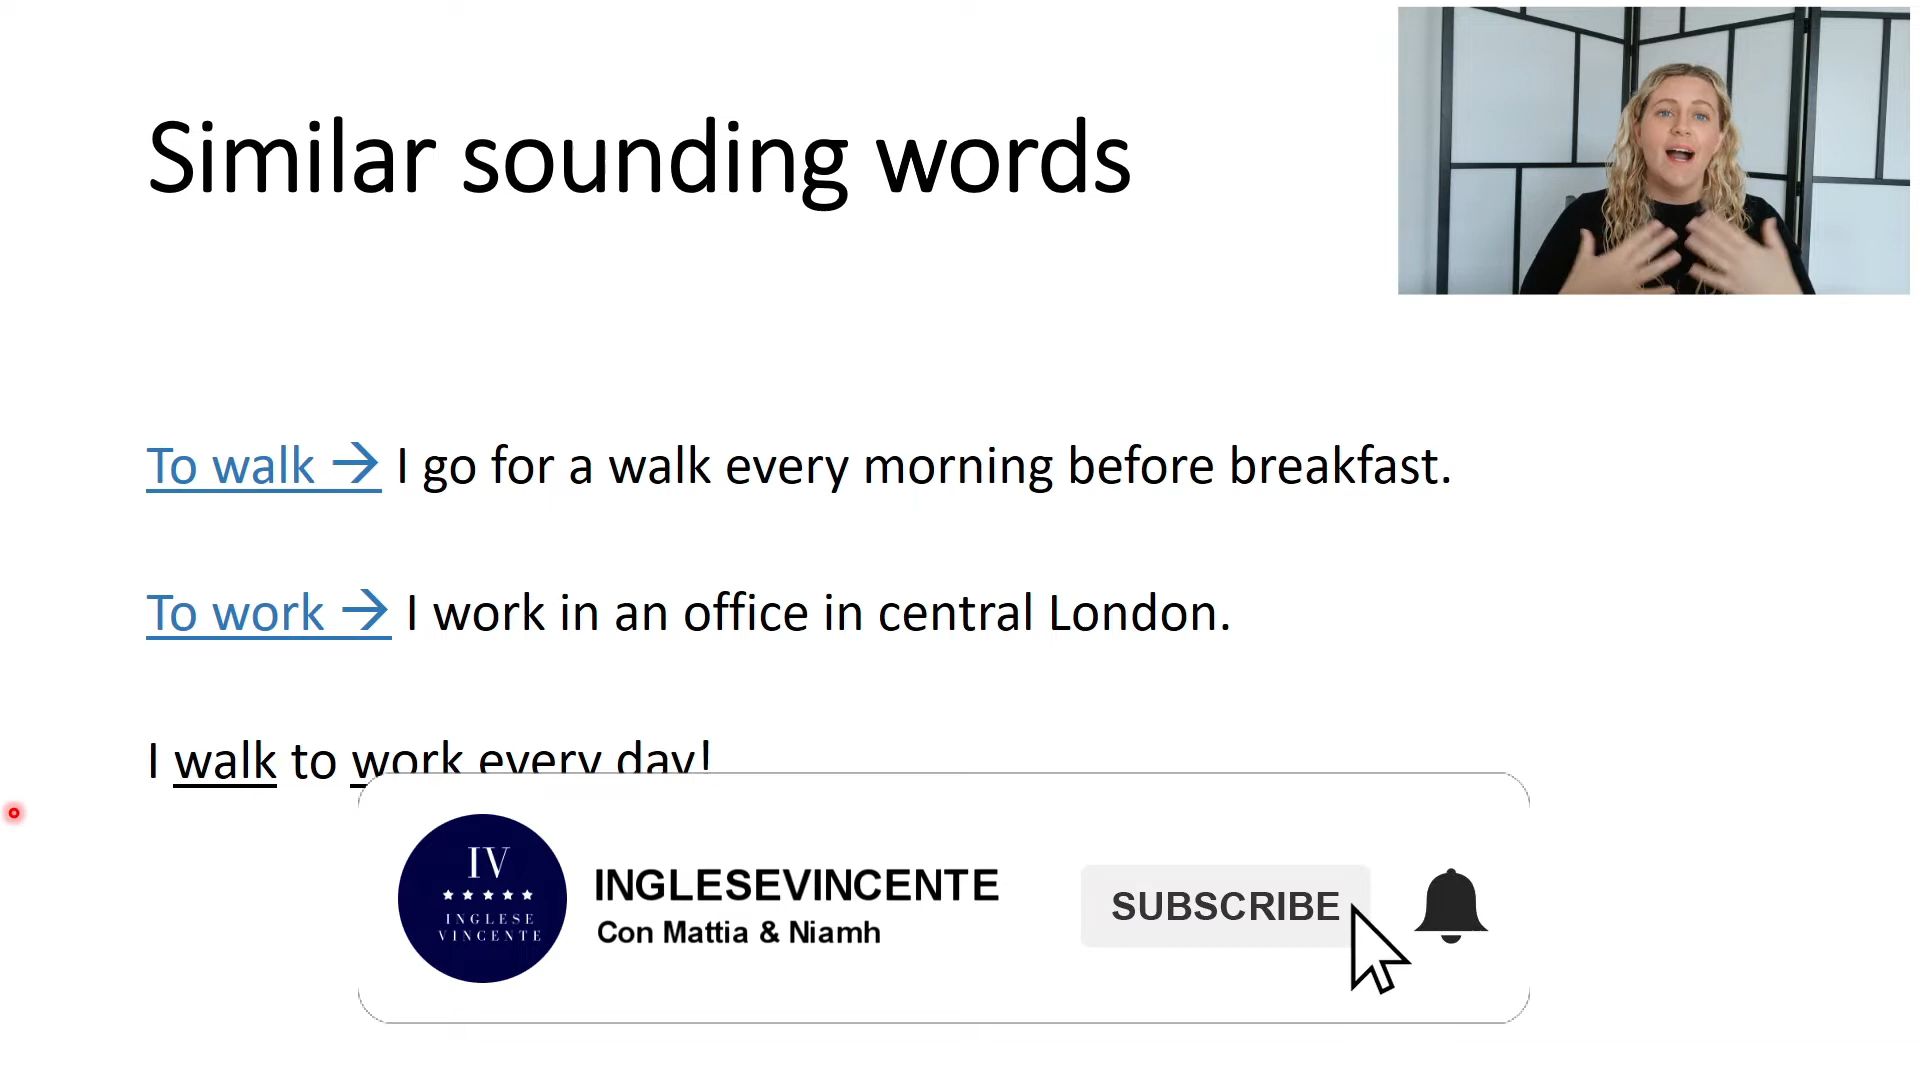 Similar sounding words
To walk → I go for a walk every morning before breakfast.
To work → I work in an office in central London.
I walk to work every day!
IV
INGLESE
VINCENTE
INGLESEVINCENTE
Con Mattia & Niamh
SUBSCRIBE